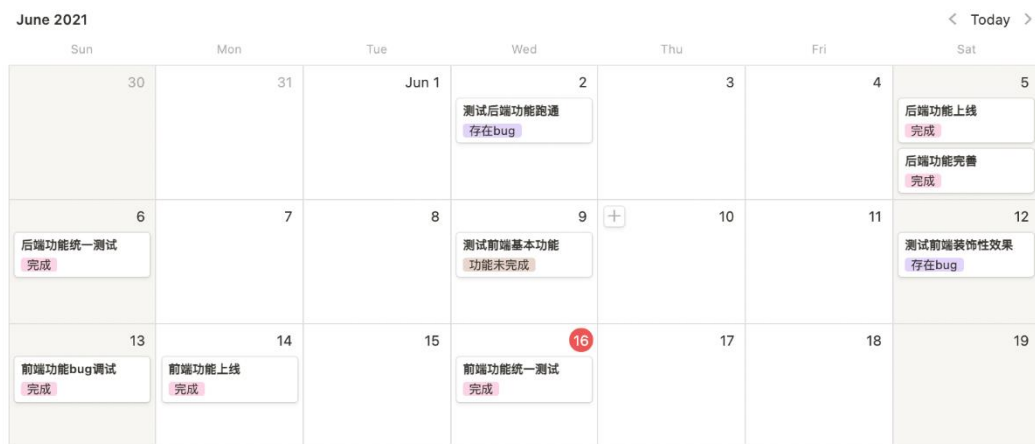 June 2021
< Today >
Sun Mon Tue Wed Thu Fri Sat
30 31 Jun 1 2 3 4 5
测试后端功能跑通
存在bug
后端功能上线
完成
后端功能完善
完成
6 7 8 9 10 11 12
后端功能统一测试
完成
测试前端基本功能
功能未完成
测试前端装饰性效果
存在bug
13 14 15 16 17 18 19
前端功能bug调试
完成
前端功能上线
完成
前端功能统一测试
完成